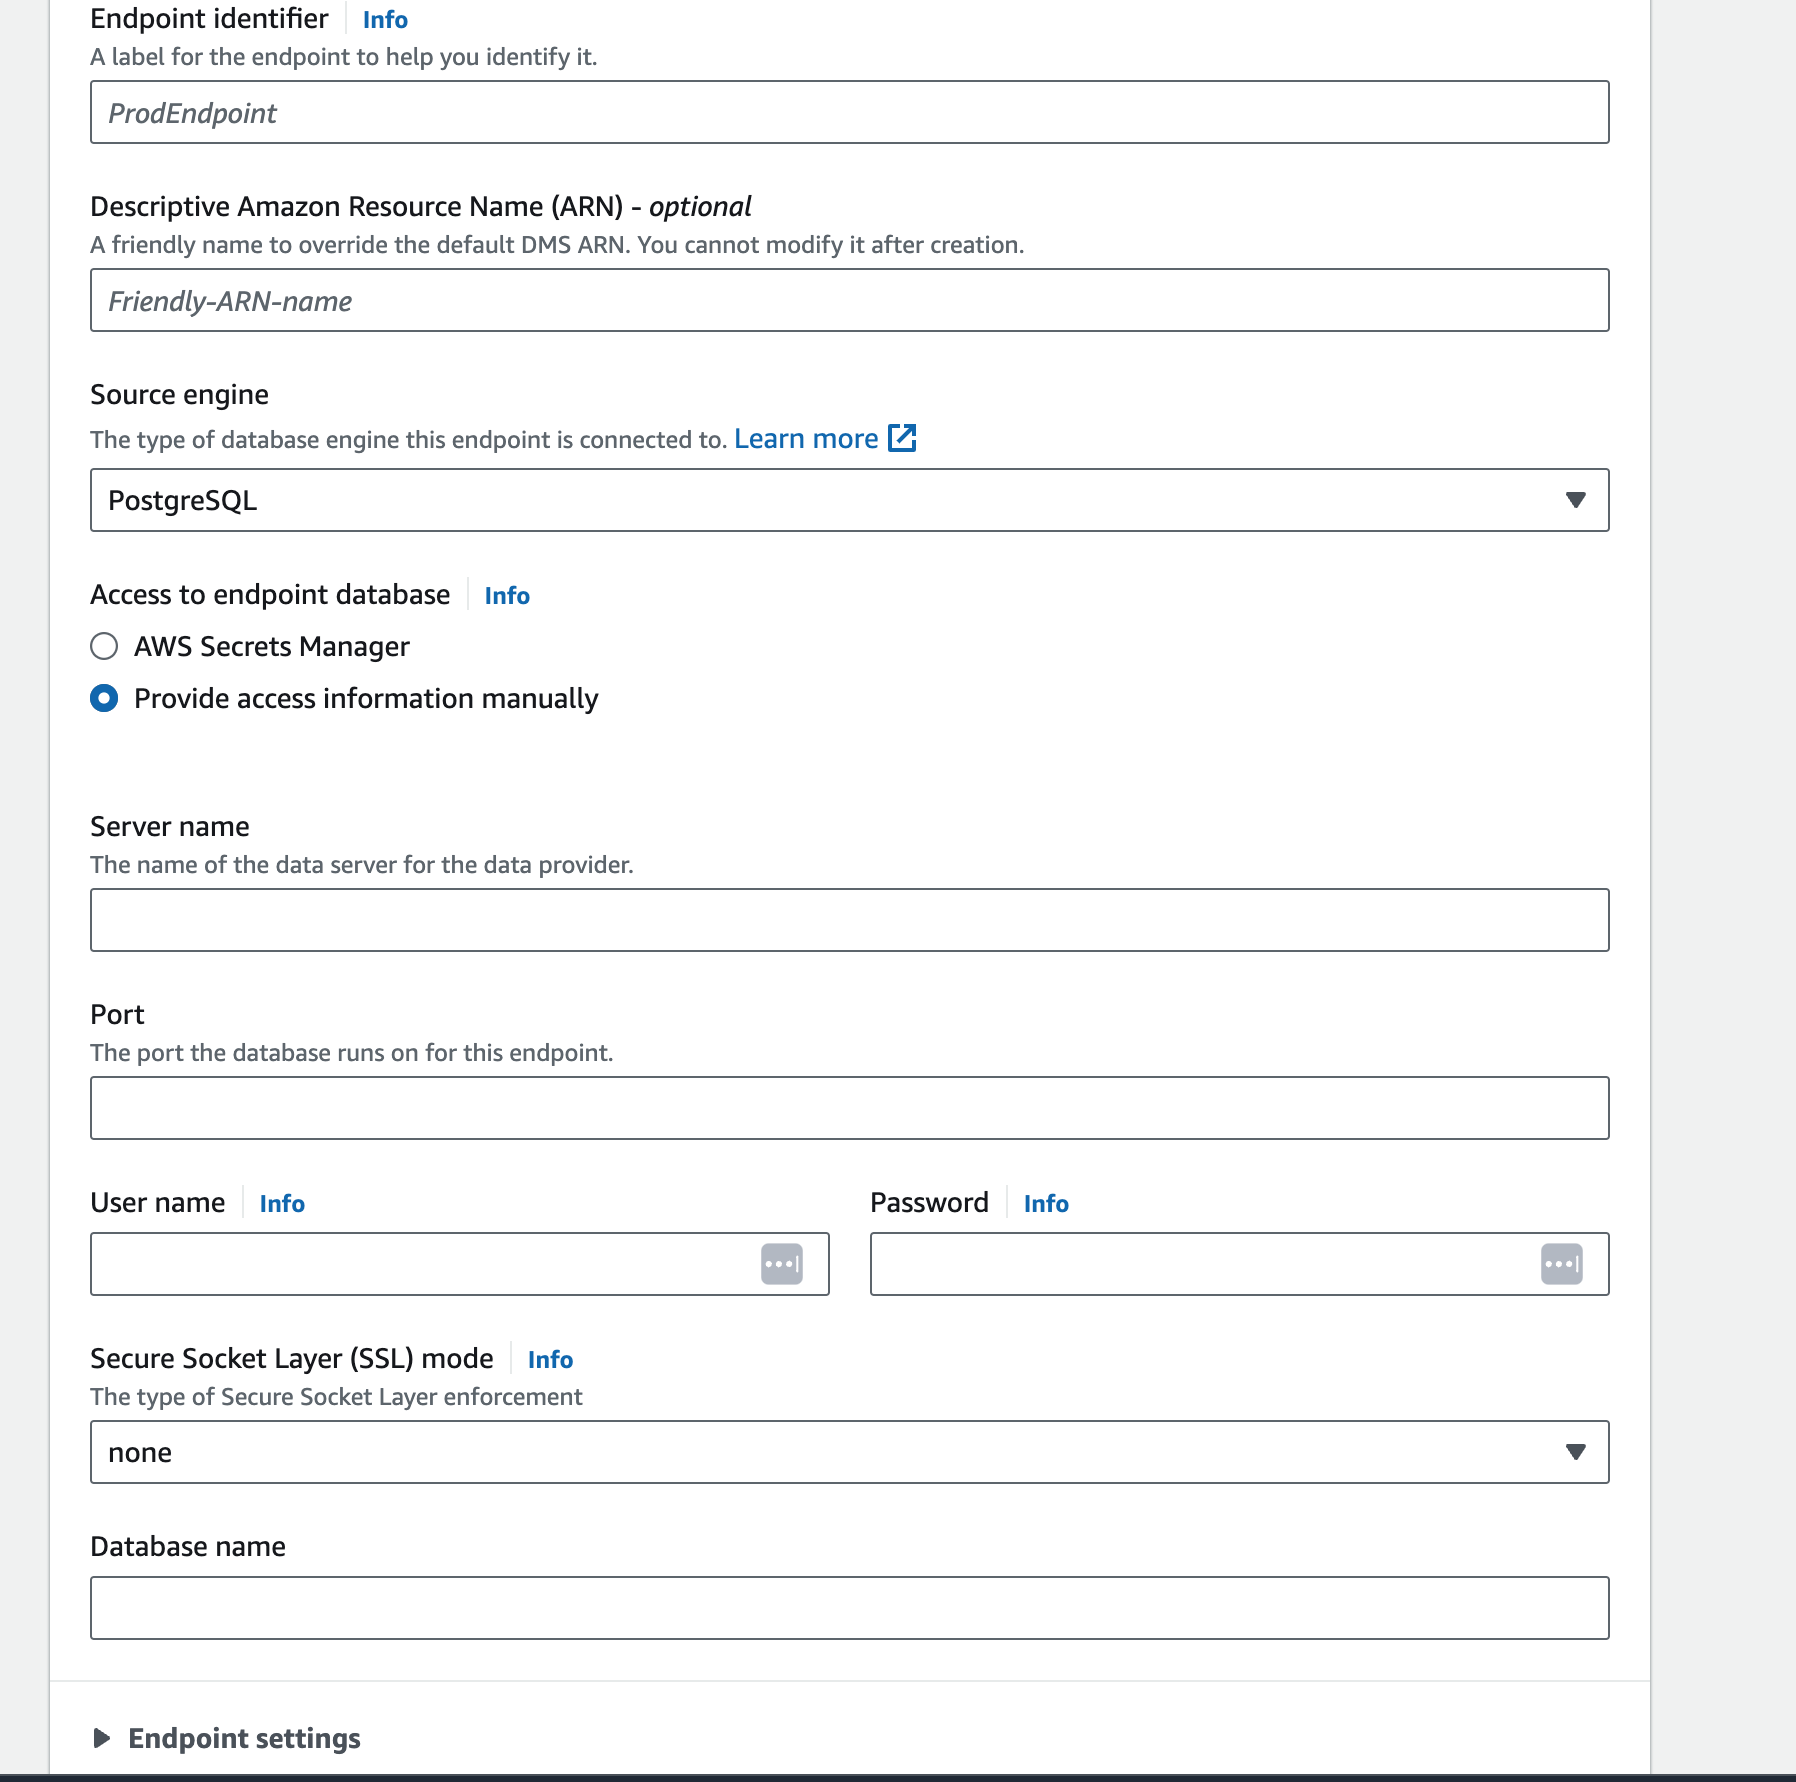 Endpoint identifier Info
A label for the endpoint to help you identify it.
ProdEndpoint
Descriptive Amazon Resource Name (ARN) - optional
A friendly name to override the default DMS ARN. You cannot modify it after creation.
Friendly-ARN-name
Source engine
The type of database engine this endpoint is connected to. Learn more
PostgreSQL
Access to endpoint database Info
AWS Secrets Manager
Provide access information manually
Server name
The name of the data server for the data provider.
Port
The port the database runs on for this endpoint.
User name Info Password Info
Secure Socket Layer (SSL) mode Info
The type of Secure Socket Layer enforcement
none
Database name
Endpoint settings